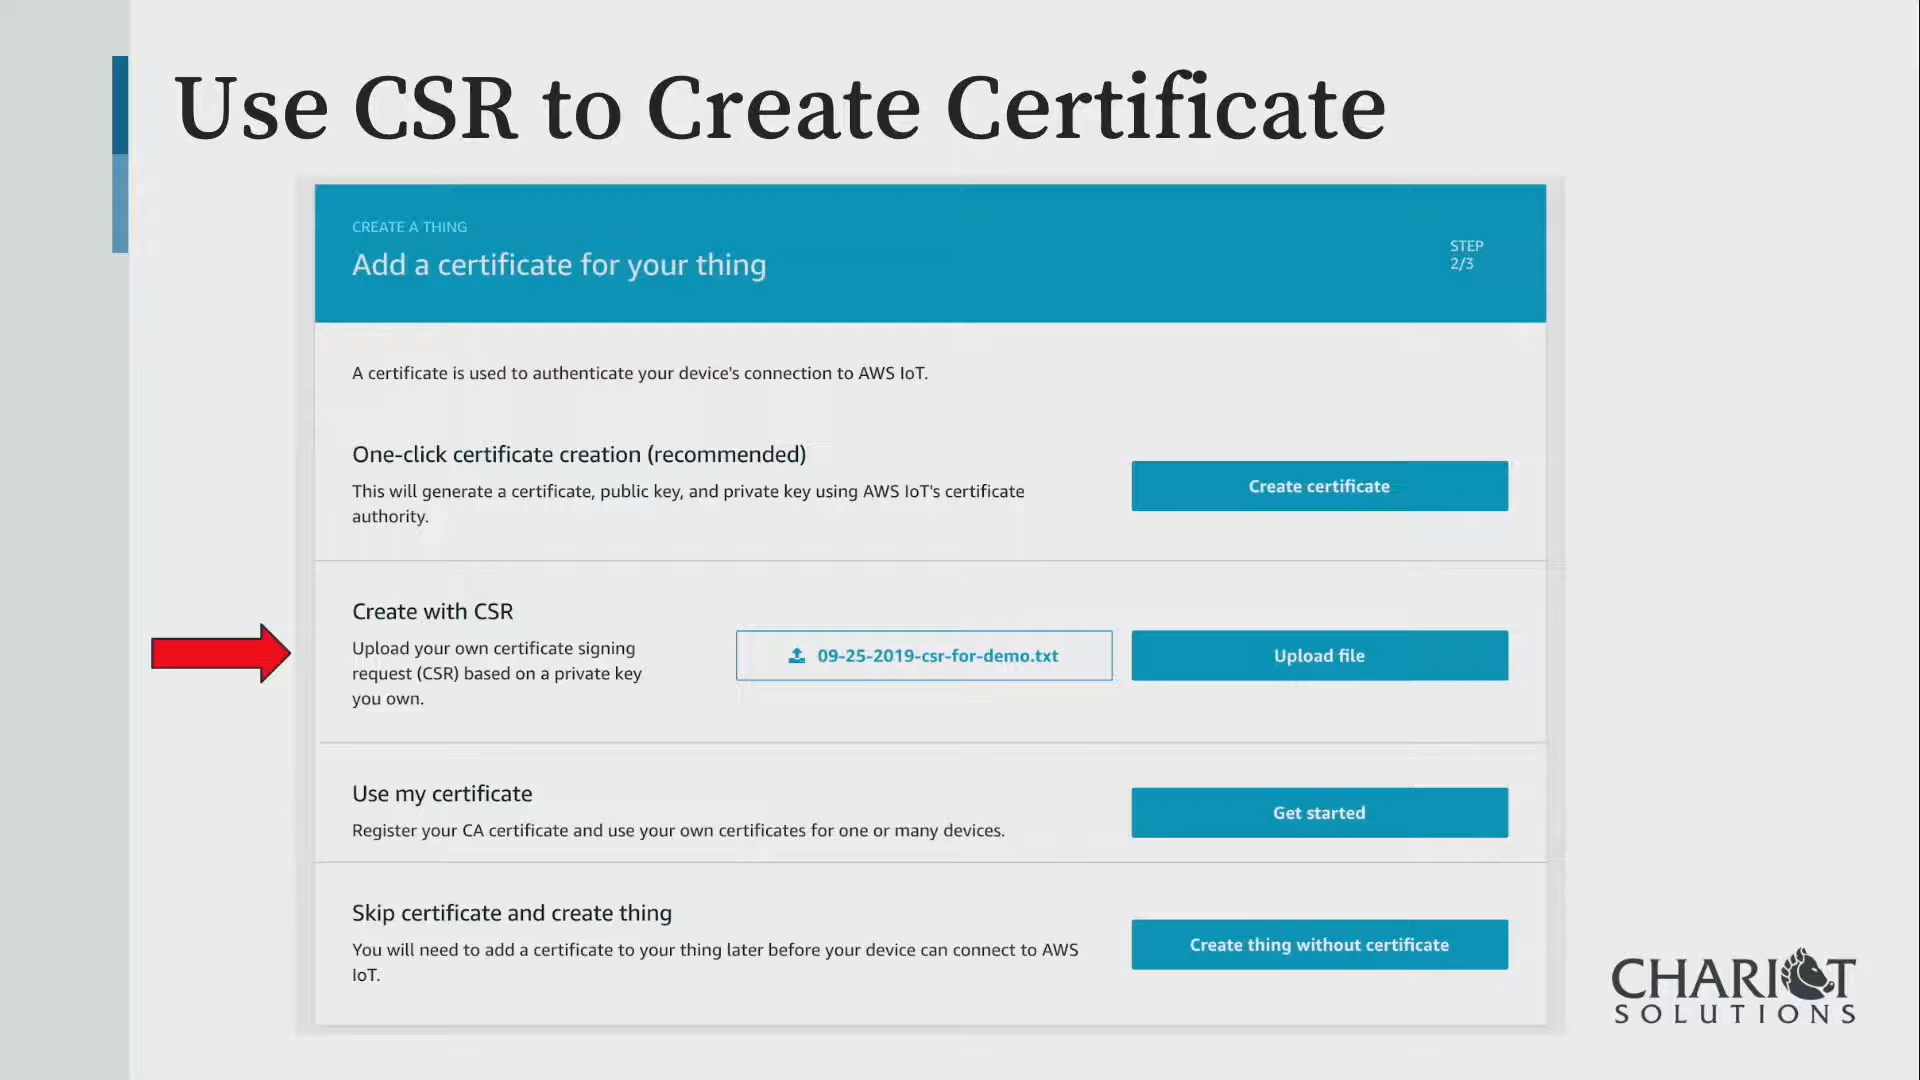 Use CSR to Create Certificate
CREATE A THING
Add a certificate for your thing
STEP
2/3
A certificate is used to authenticate your device's connection to AWS IoT.
One-click certificate creation (recommended)
This will generate a certificate, public key, and private key using AWS IoT's certificate
authority.
Create certificate
Create with CSR
Upload your own certificate signing
request (CSR) based on a private key
you own.
09-25-2019-csr-for-demo.txt
Upload file
Use my certificate
Register your CA certificate and use your own certificates for one or many devices.
Get started
Skip certificate and create thing
You will need to add a certificate to your thing later before your device can connect to AWS
IoT.
Create thing without certificate
CHARIOT
SOLUTIONS